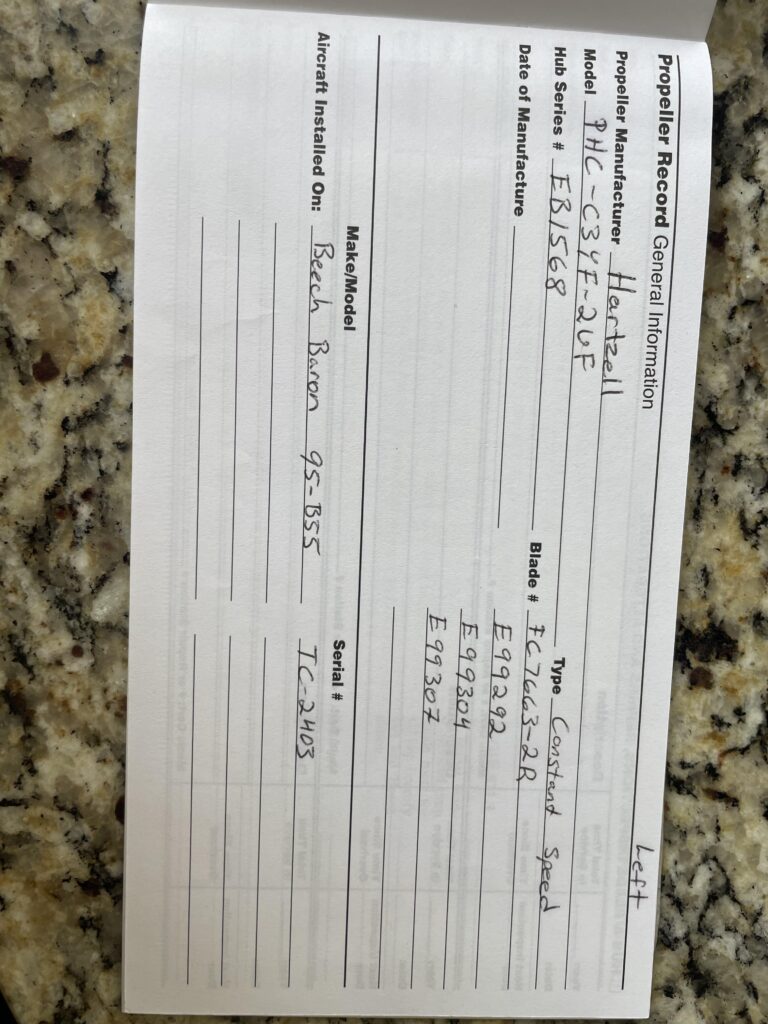 Left
Propeller Record General Information
Propeller Manufacturer Hartzell
Model PHC-C3YF-2UF Type Constand Speed
Hub Series # EB1568 Blade # FC7663-2R
Date of Manufacture E99292
E99304
E99307
Make/Model Serial #
Aircraft Installed On: Beech Baron 95-B55 TC-2403